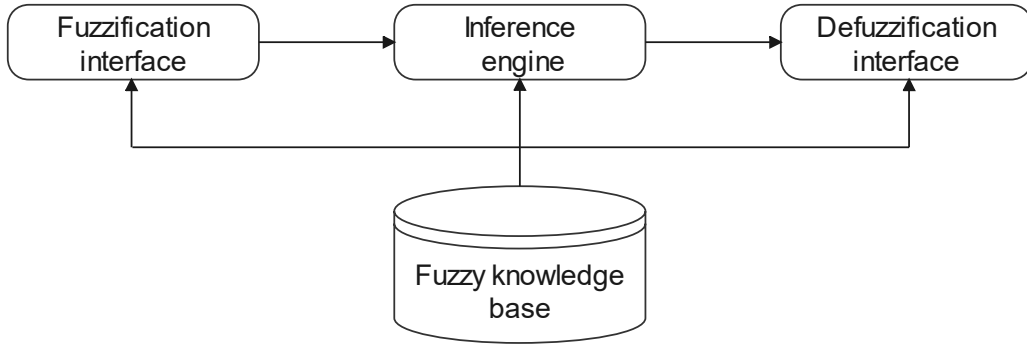 Fuzzification
interface
Inference
engine
Defuzzification
interface
Fuzzy knowledge
base